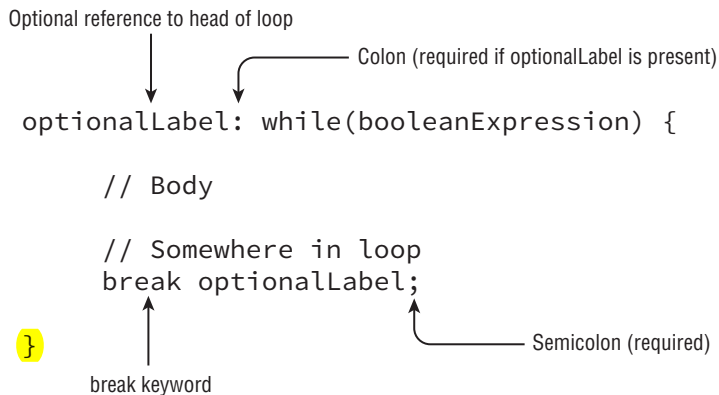 Optional reference to head of loop
Colon (required if optionalLabel is present)
optionalLabel: while(booleanExpression) {
// Body
// Somewhere in loop
break optionalLabel;
}
Semicolon (required)
break keyword